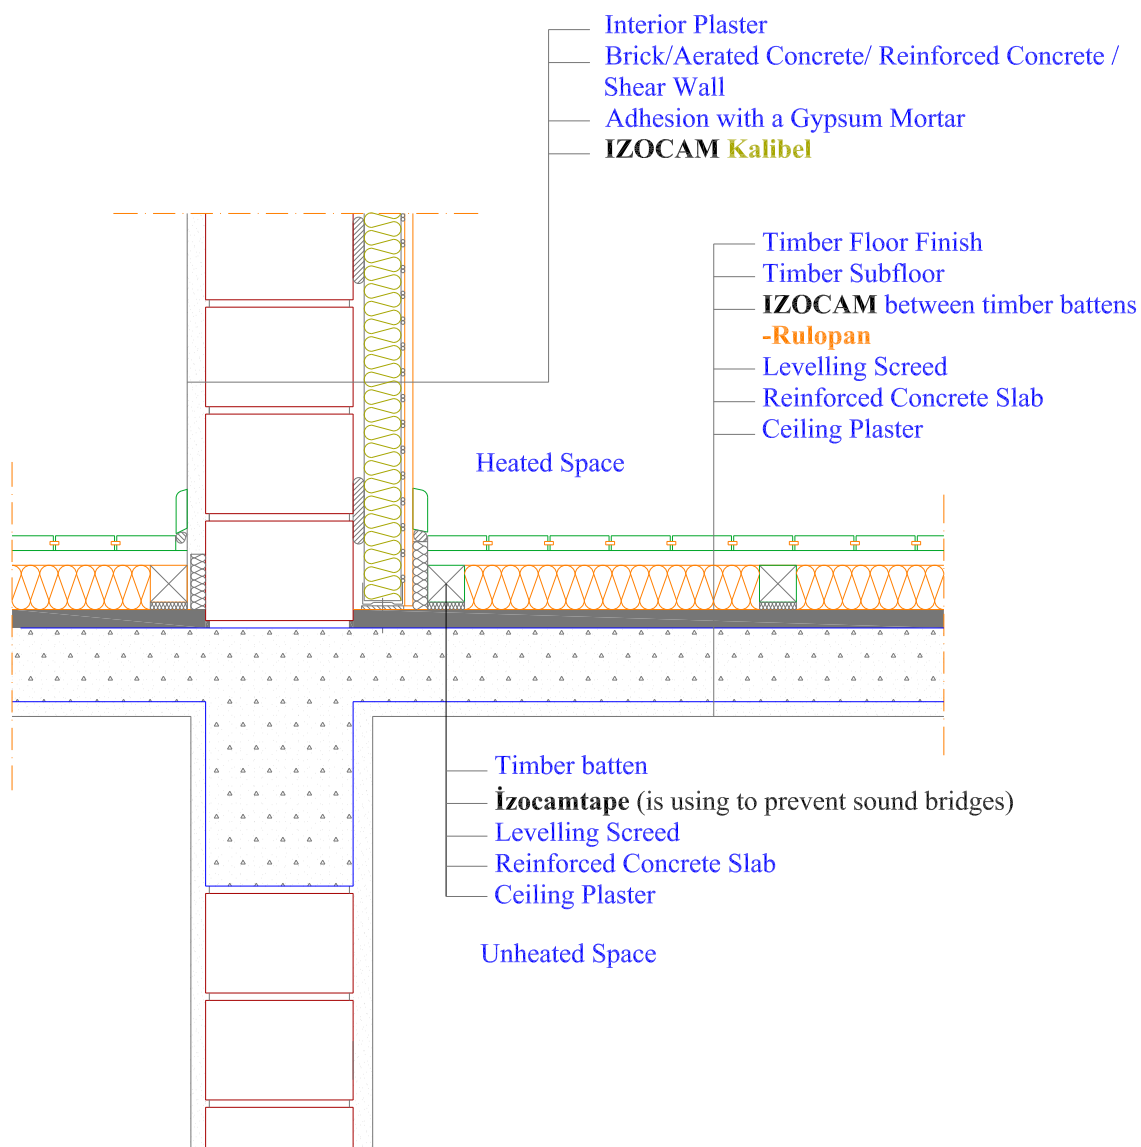 Interior Plaster
Brick/Aerated Concrete/ Reinforced Concrete /
Shear Wall
Adhesion with a Gypsum Mortar
IZOCAM Kalibel
Timber Floor Finish
Timber Subfloor
IZOCAM between timber battens
-Rulopan
Levelling Screed
Reinforced Concrete Slab
Ceiling Plaster
Heated Space
Timber batten
İzocamtape (is using to prevent sound bridges)
Levelling Screed
Reinforced Concrete Slab
Ceiling Plaster
Unheated Space